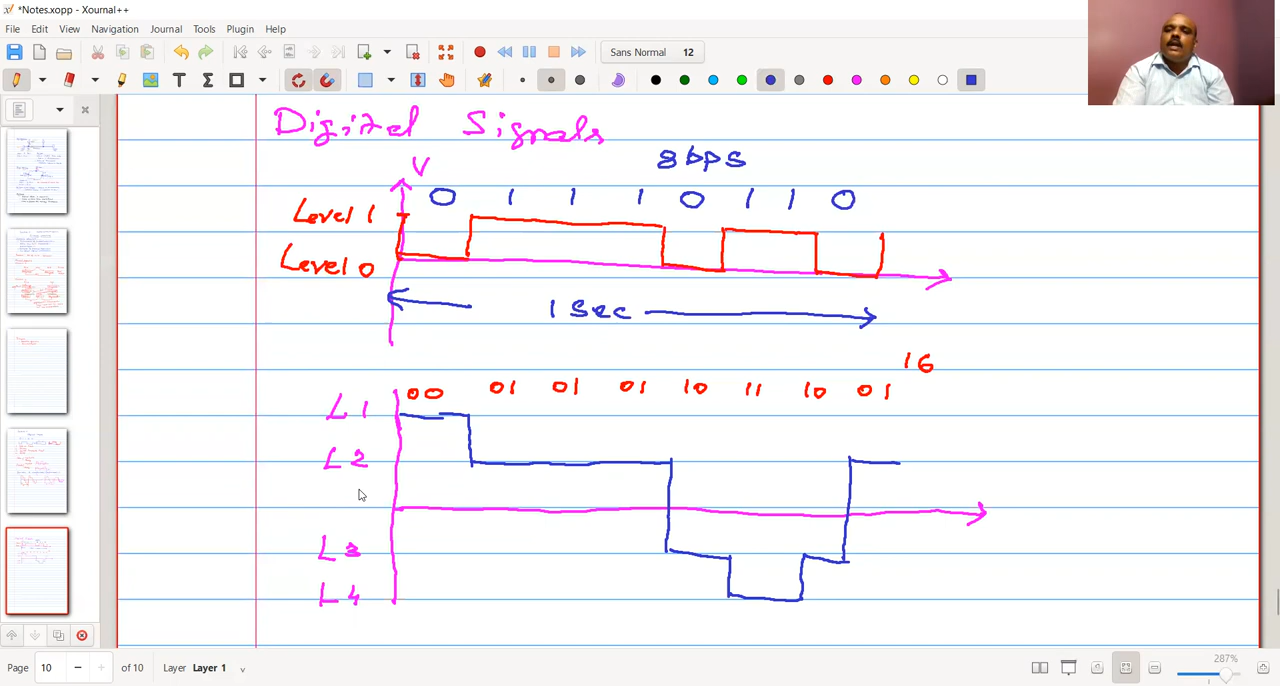 *Notes.xopp - Xournal++
File Edit View Navigation Journal Tools Plugin Help
Sans Normal 12
Digital Signals
8 bps
V
0 1 1 1 0 1 1 0
Level 1
Level 0
1 Sec
16
00 01 01 01 10 11 10 01
L1
L2
L3
L4
Page 10 of 10 Layer Layer 1
287%